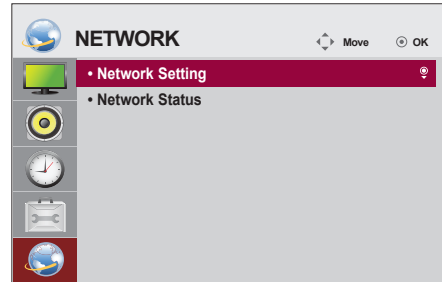 NETWORK
Move
OK
• Network Setting
• Network Status